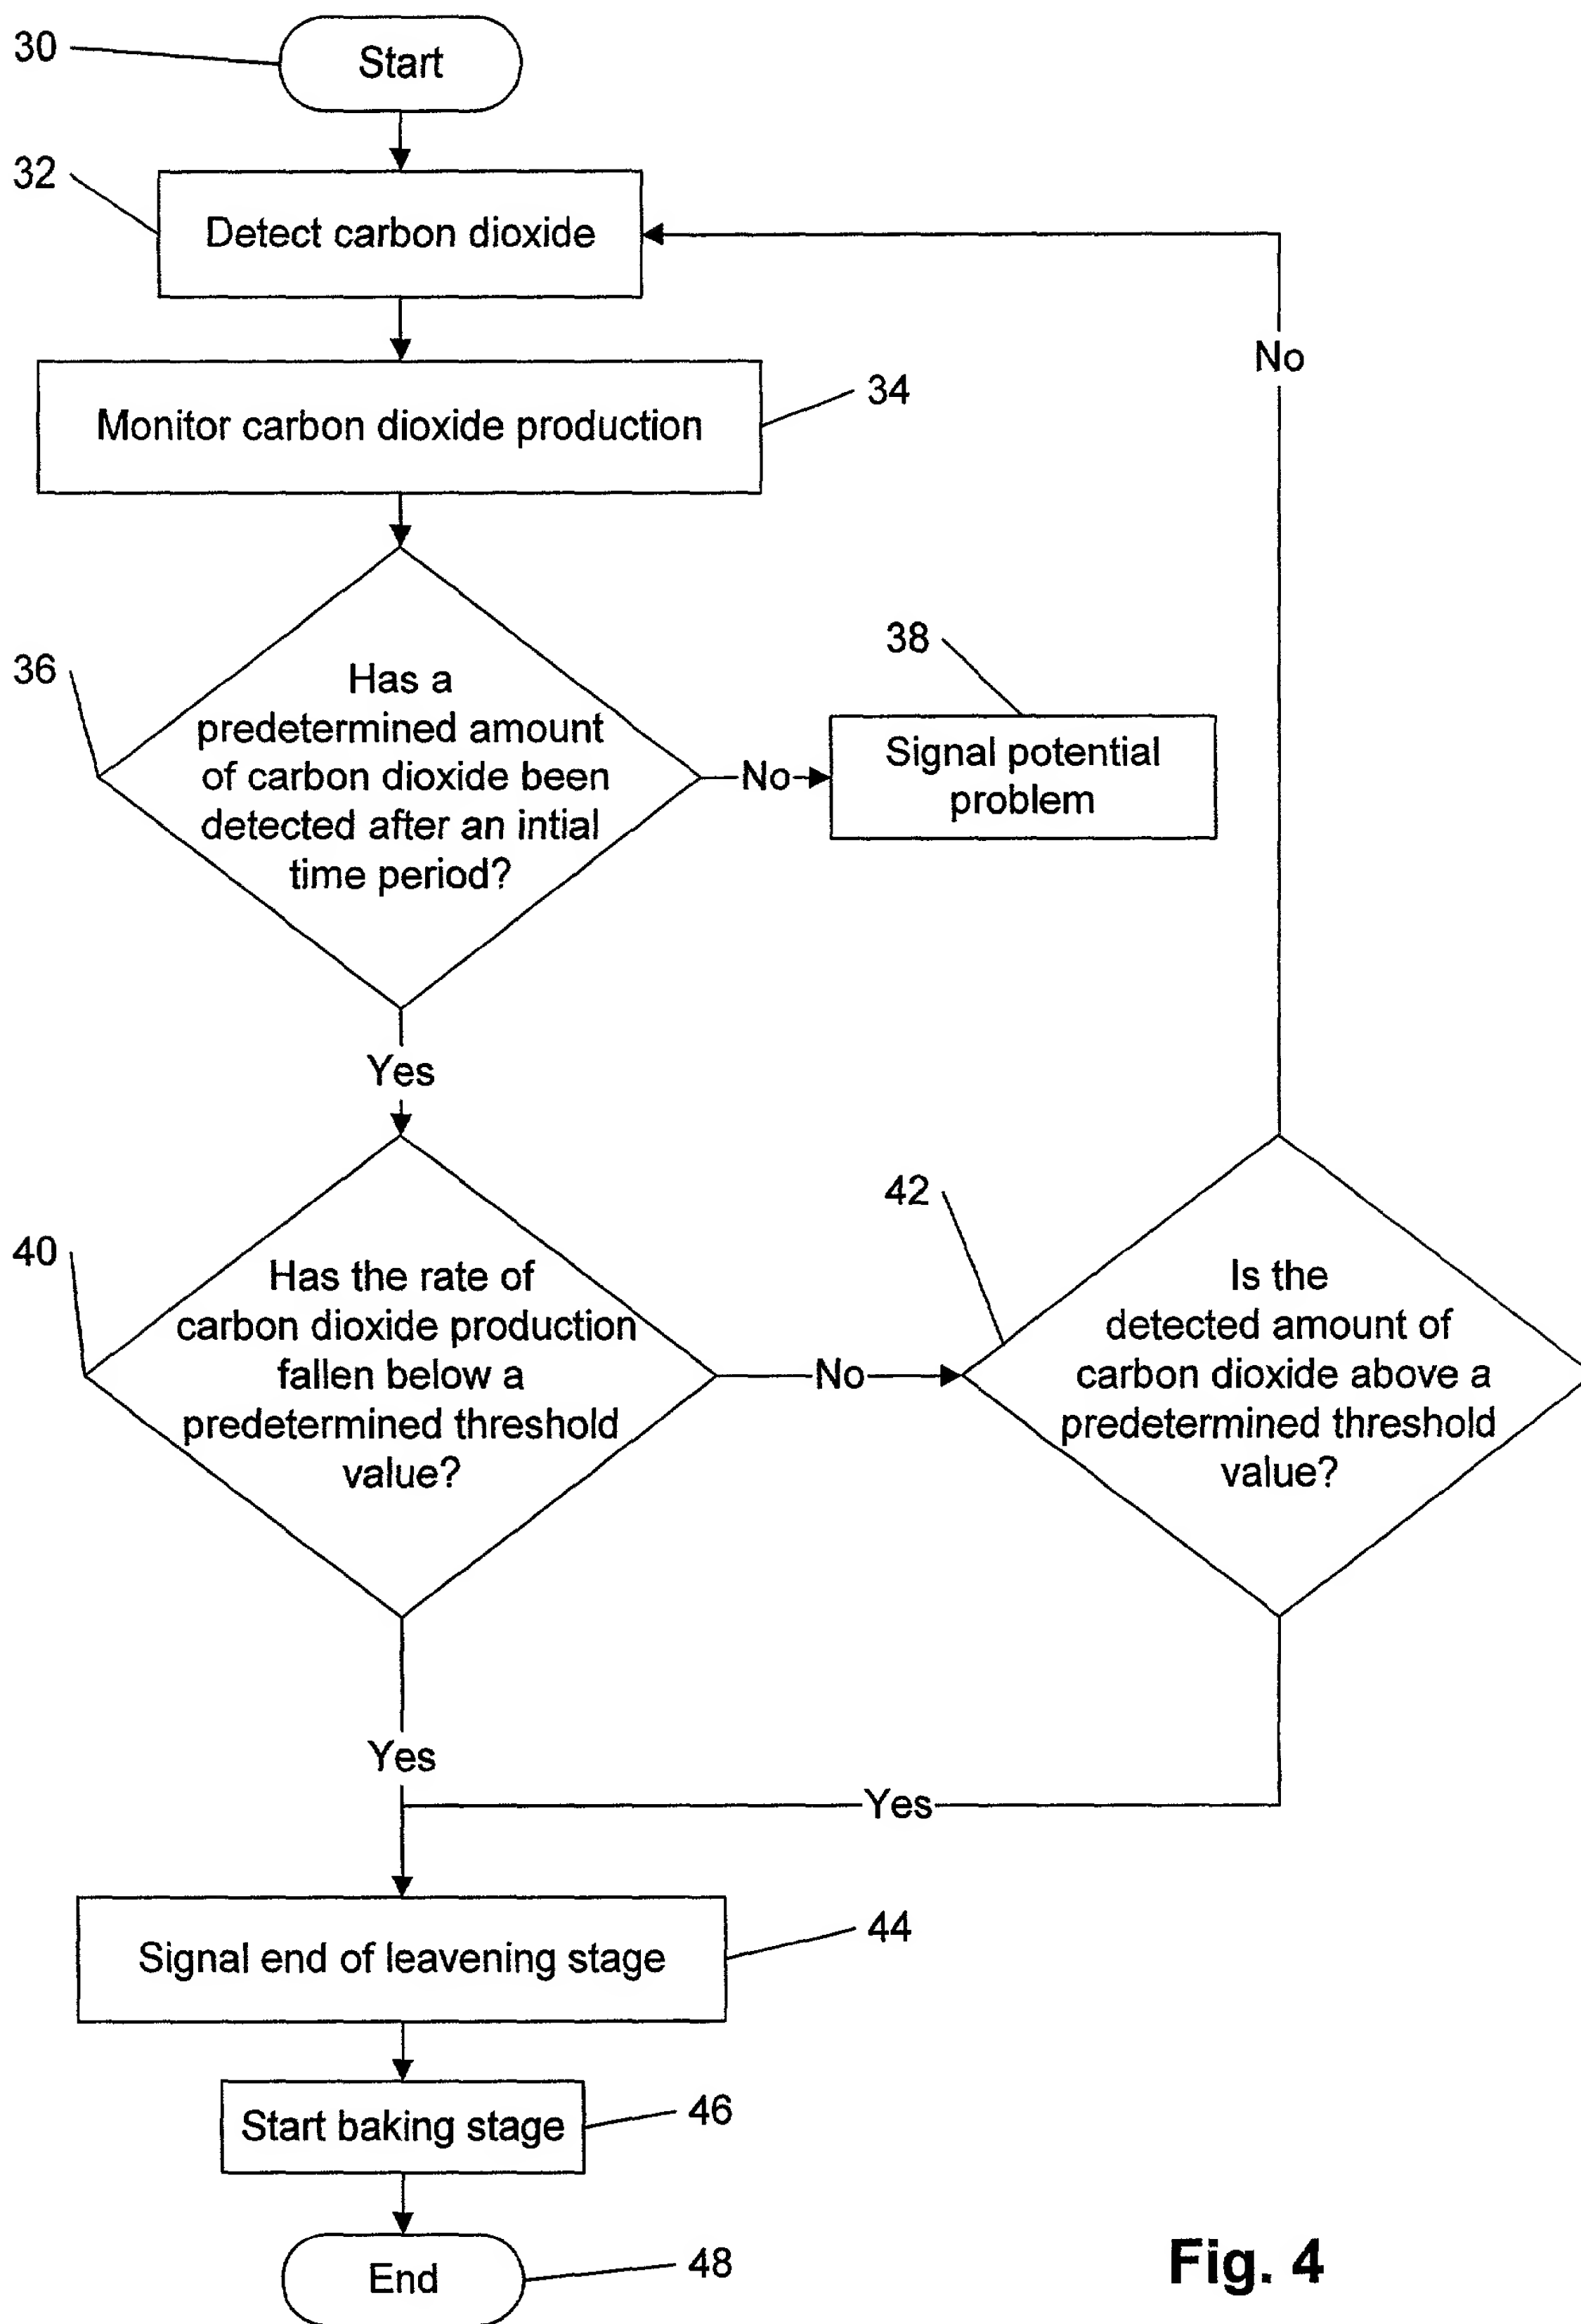 30
Start
32
Detect carbon dioxide
No
34
Monitor carbon dioxide production
36
Has a
predetermined amount
of carbon dioxide been
detected after an intial
time period?
No
38
Signal potential
problem
Yes
40
Has the rate of
carbon dioxide production
fallen below a
predetermined threshold
value?
No
42
Is the
detected amount of
carbon dioxide above a
predetermined threshold
value?
Yes
Yes
44
Signal end of leavening stage
46
Start baking stage
48
End
Fig. 4